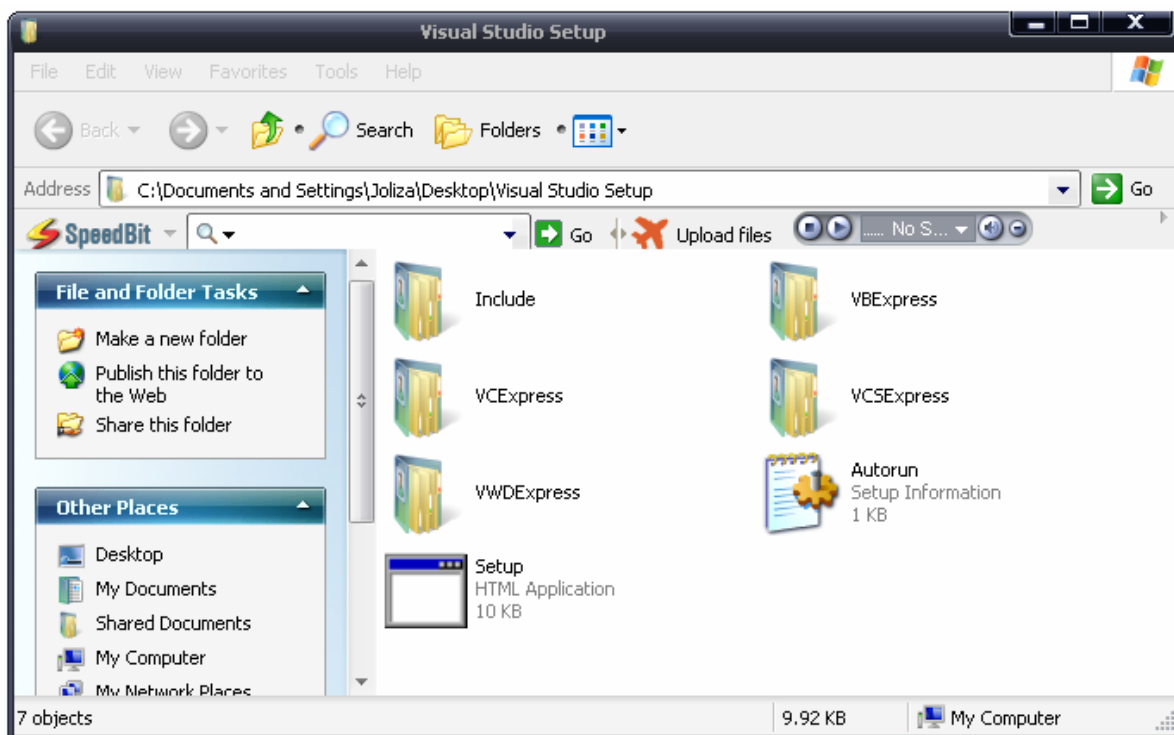 Visual Studio Setup
X
File Edit View Favorites Tools Help
Back Search Folders
Address C:\Documents and Settings\Joliza\Desktop\Visual Studio Setup Go
SpeedBit Go Upload files ...... No S...
File and Folder Tasks
Make a new folder
Publish this folder to
the Web
Share this folder
Other Places
Desktop
My Documents
Shared Documents
My Computer
My Network Places
Include
VBExpress
VCExpress
VCSExpress
VWDExpress
Autorun
Setup Information
1 KB
Setup
HTML Application
10 KB
7 objects 9.92 KB My Computer